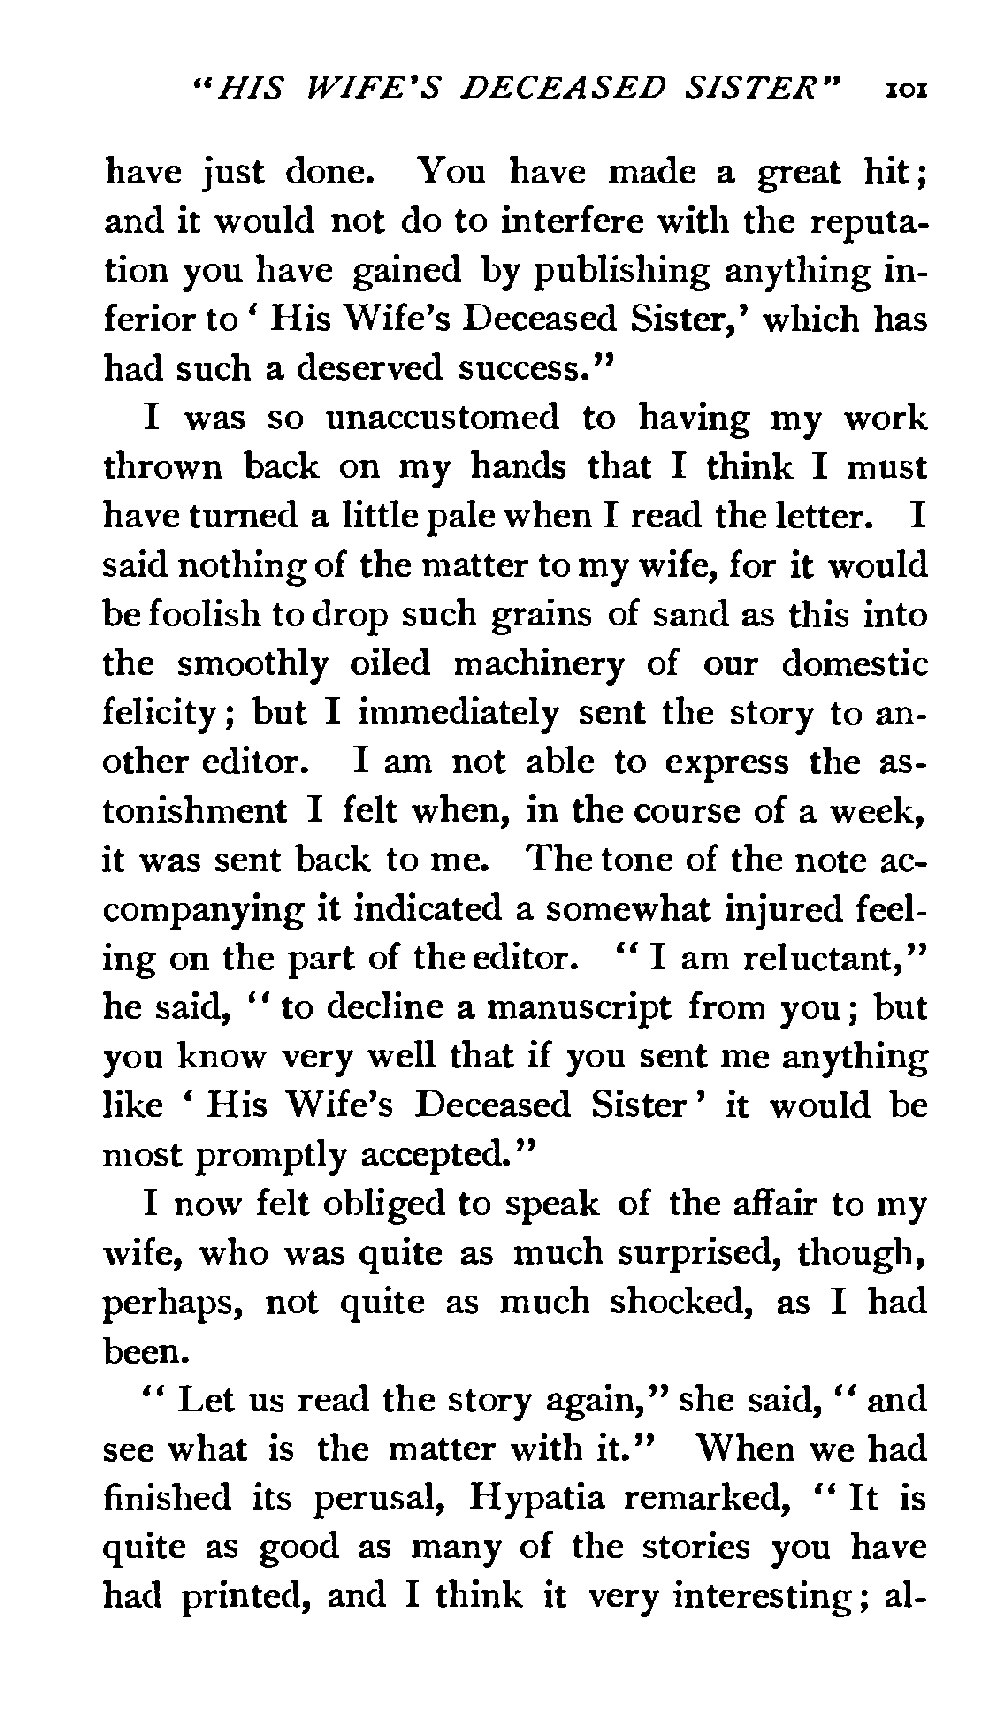 "HIS WIFE'S DECEASED SISTER" 101
have just done. You have made a great hit;
and it would not do to interfere with the reputa-
tion you have gained by publishing anything in-
ferior to ' His Wife's Deceased Sister,' which has
had such a deserved success."
I was so unaccustomed to having my work
thrown back on my hands that I think I must
have turned a little pale when I read the letter. I
said nothing of the matter to my wife, for it would
be foolish to drop such grains of sand as this into
the smoothly oiled machinery of our domestic
felicity; but I immediately sent the story to an-
other editor. I am not able to express the as-
tonishment I felt when, in the course of a week,
it was sent back to me. The tone of the note ac-
companying it indicated a somewhat injured feel-
ing on the part of the editor. " I am reluctant,"
he said, " to decline a manuscript from you; but
you know very well that if you sent me anything
like ' His Wife's Deceased Sister' it would be
most promptly accepted."
I now felt obliged to speak of the affair to my
wife, who was quite as much surprised, though,
perhaps, not quite as much shocked, as I had
been.
" Let us read the story again," she said, " and
see what is the matter with it." When we had
finished its perusal, Hypatia remarked, " It is
quite as good as many of the stories you have
had printed, and I think it very interesting; al-